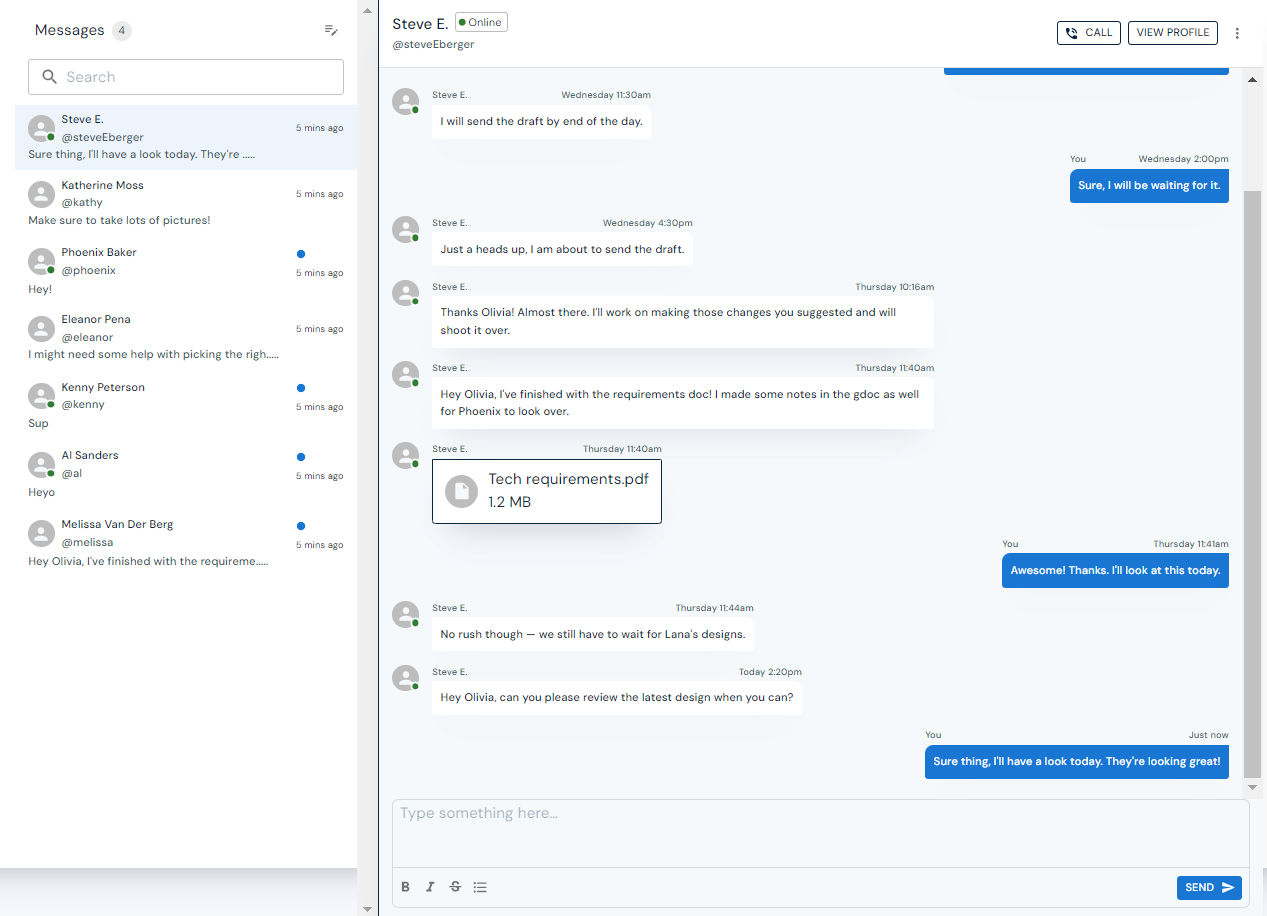 Messages 4
Search
Steve E.
@steveEberger
5 mins ago
Sure thing, I'll have a look today. They're .....
Katherine Moss
@kathy
5 mins ago
Make sure to take lots of pictures!
Phoenix Baker
@phoenix
5 mins ago
Hey!
Eleanor Pena
@eleanor
5 mins ago
I might need some help with picking the righ.....
Kenny Peterson
@kenny
5 mins ago
Sup
Al Sanders
@al
5 mins ago
Heyo
Melissa Van Der Berg
@melissa
5 mins ago
Hey Olivia, I've finished with the requireme.....
Steve E. Online
@steveEberger
CALL
VIEW PROFILE
Steve E. Wednesday 11:30am
I will send the draft by end of the day.
You Wednesday 2:00pm
Sure, I will be waiting for it.
Steve E. Wednesday 4:30pm
Just a heads up, I am about to send the draft.
Steve E. Thursday 10:16am
Thanks Olivia! Almost there. I'll work on making those changes you suggested and will
shoot it over.
Steve E. Thursday 11:40am
Hey Olivia, I've finished with the requirements doc! I made some notes in the gdoc as well
for Phoenix to look over.
Steve E. Thursday 11:40am
Tech requirements.pdf
1.2 MB
You Thursday 11:41am
Awesome! Thanks. I'll look at this today.
Steve E. Thursday 11:44am
No rush though — we still have to wait for Lana's designs.
Steve E. Today 2:20pm
Hey Olivia, can you please review the latest design when you can?
You Just now
Sure thing, I'll have a look today. They're looking great!
Type something here...
B I S
SEND